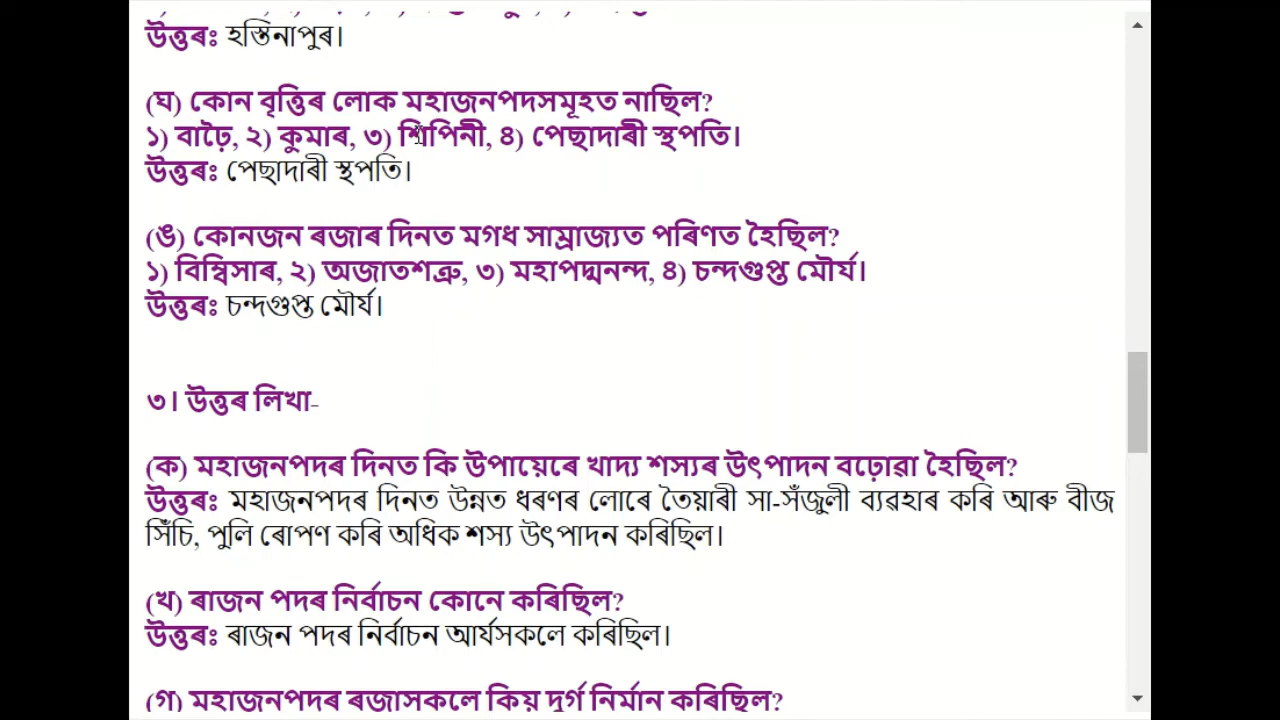 উত্তৰঃ হস্তিনাপুৰ।
(ঘ) কোন বৃত্তিৰ লোক মহাজনপদসমূহত নাছিল?
১) বাঢ়ৈ, ২) কুমাৰ, ৩) শিপিনী, ৪) পেছাদাৰী স্থপতি।
উত্তৰঃ পেছাদাৰী স্থপতি।
(ঙ) কোনজন ৰজাৰ দিনত মগধ সাম্ৰাজ্যত পৰিণত হৈছিল?
১) বিম্বিসাৰ, ২) অজাতশত্ৰু, ৩) মহাপদ্মনন্দ, ৪) চন্দগুপ্ত মৌৰ্য।
উত্তৰঃ চন্দগুপ্ত মৌৰ্য।
৩। উত্তৰ লিখা-
(ক) মহাজনপদৰ দিনত কি উপায়েৰে খাদ্য শস্যৰ উৎপাদন বঢ়োৱা হৈছিল?
উত্তৰঃ মহাজনপদৰ দিনত উন্নত ধৰণৰ লোৰে তৈয়াৰী সা-সঁজুলী ব্যৱহাৰ কৰি আৰু বীজ
সিঁচি, পুলি ৰোপণ কৰি অধিক শস্য উৎপাদন কৰিছিল।
(খ) ৰাজন পদৰ নিৰ্বাচন কোনে কৰিছিল?
উত্তৰঃ ৰাজন পদৰ নিৰ্বাচন আৰ্যসকলে কৰিছিল।
(গ) মহাজনপদৰ ৰজাসকলে কিয় দুৰ্গ নিৰ্মান কৰিছিল?